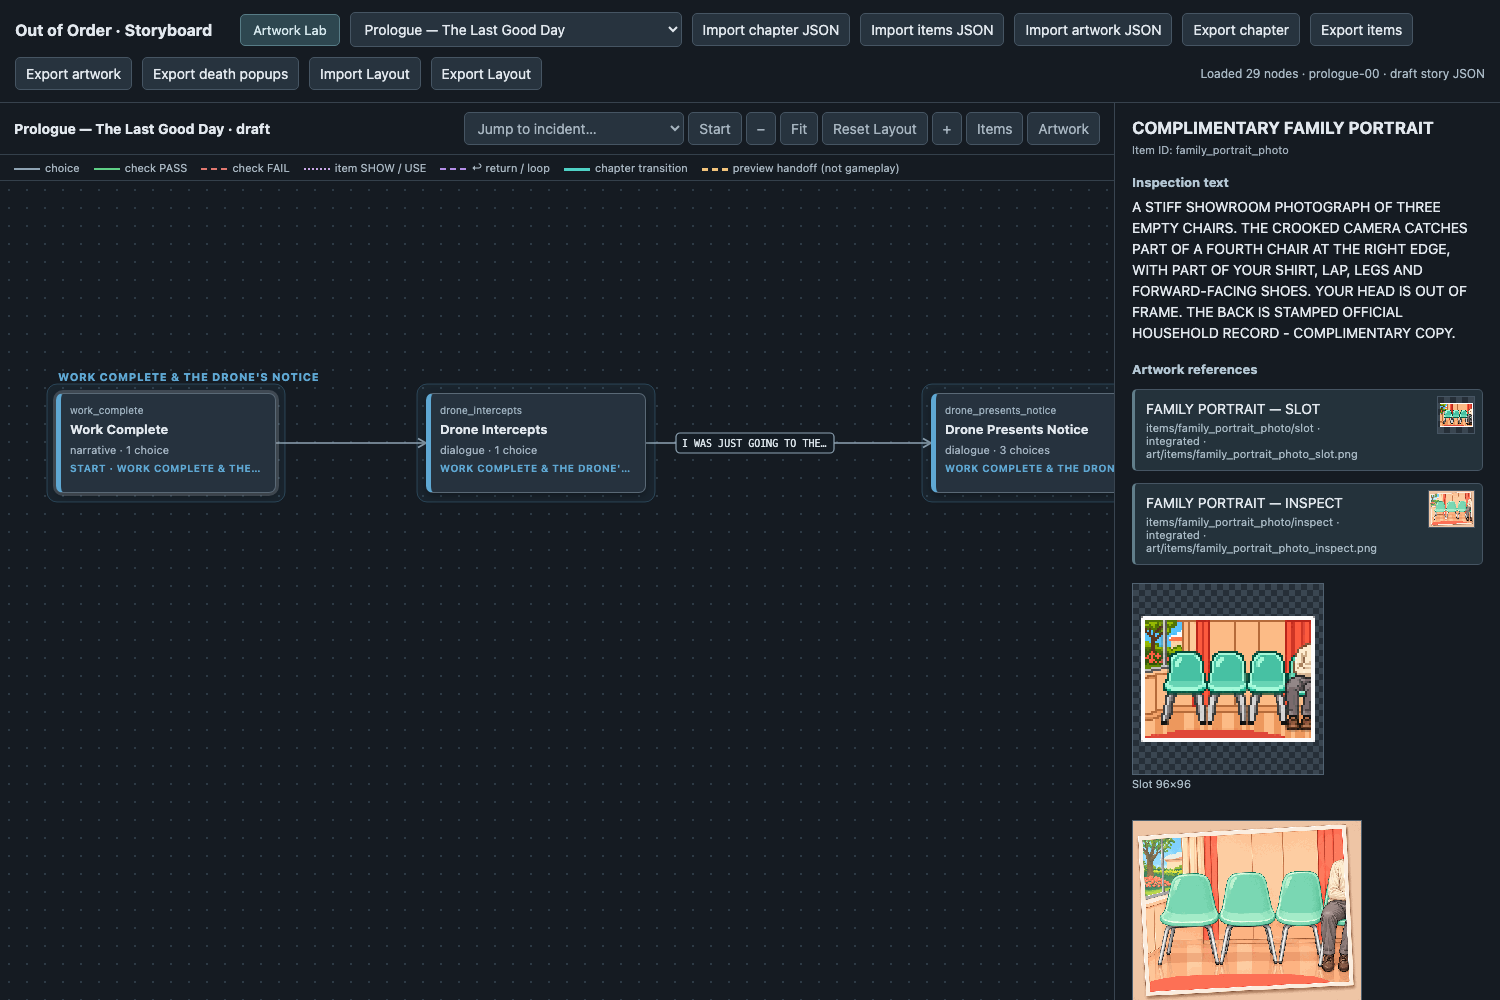 Out of Order · Storyboard
Artwork Lab
Prologue — The Last Good Day
Import chapter JSON
Import items JSON
Import artwork JSON
Export chapter
Export items
Export artwork
Export death popups
Import Layout
Export Layout
Loaded 29 nodes · prologue-00 · draft story JSON
Prologue — The Last Good Day · draft
Jump to incident...
Start
−
Fit
Reset Layout
+
Items
Artwork
choice
check PASS
check FAIL
item SHOW / USE
↩ return / loop
chapter transition
preview handoff (not gameplay)
WORK COMPLETE & THE DRONE'S NOTICE
work_complete
Work Complete
narrative · 1 choice
START · WORK COMPLETE & THE…
drone_intercepts
Drone Intercepts
dialogue · 1 choice
WORK COMPLETE & THE DRONE'…
I WAS JUST GOING TO THE…
drone_presents_notice
Drone Presents Notice
dialogue · 3 choices
WORK COMPLETE & THE DRON
COMPLIMENTARY FAMILY PORTRAIT
Item ID: family_portrait_photo
Inspection text
A STIFF SHOWROOM PHOTOGRAPH OF THREE
EMPTY CHAIRS. THE CROOKED CAMERA CATCHES
PART OF A FOURTH CHAIR AT THE RIGHT EDGE,
WITH PART OF YOUR SHIRT, LAP, LEGS AND
FORWARD-FACING SHOES. YOUR HEAD IS OUT OF
FRAME. THE BACK IS STAMPED OFFICIAL
HOUSEHOLD RECORD - COMPLIMENTARY COPY.
Artwork references
FAMILY PORTRAIT — SLOT
items/family_portrait_photo/slot ·
integrated ·
art/items/family_portrait_photo_slot.png
FAMILY PORTRAIT — INSPECT
items/family_portrait_photo/inspect ·
integrated ·
art/items/family_portrait_photo_inspect.png
Slot 96×96